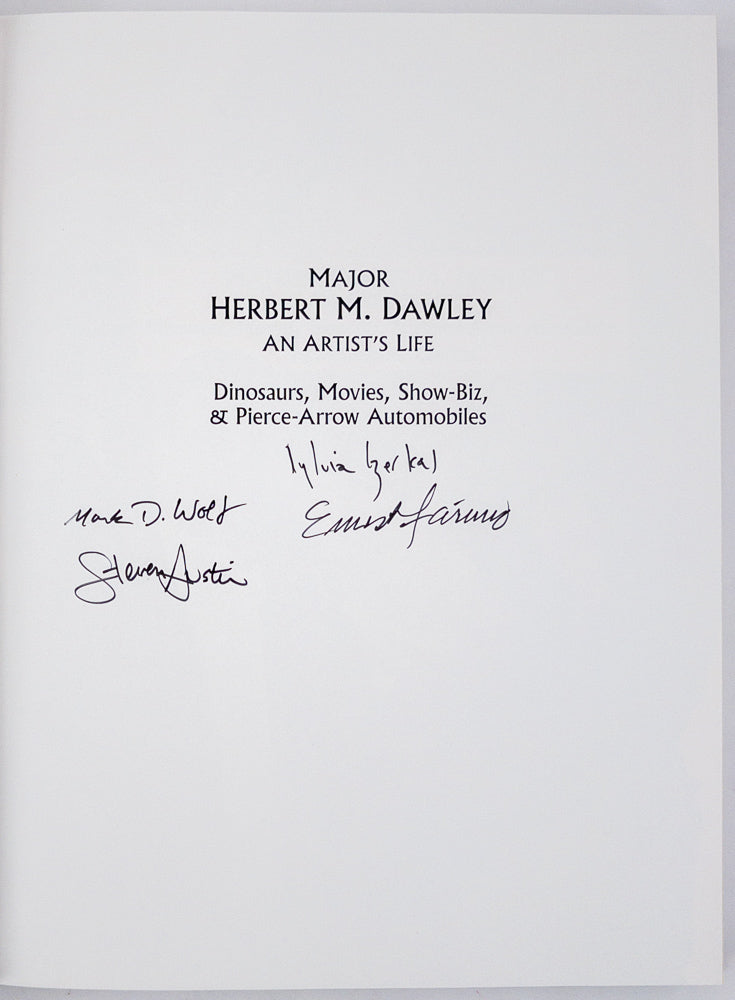 MAJOR
HERBERT M. DAWLEY
AN ARTIST'S LIFE
Dinosaurs, Movies, Show-Biz,
& Pierce-Arrow Automobiles
Sylvia
Mark D. Wolf
Ernest Farino
Steven Austin